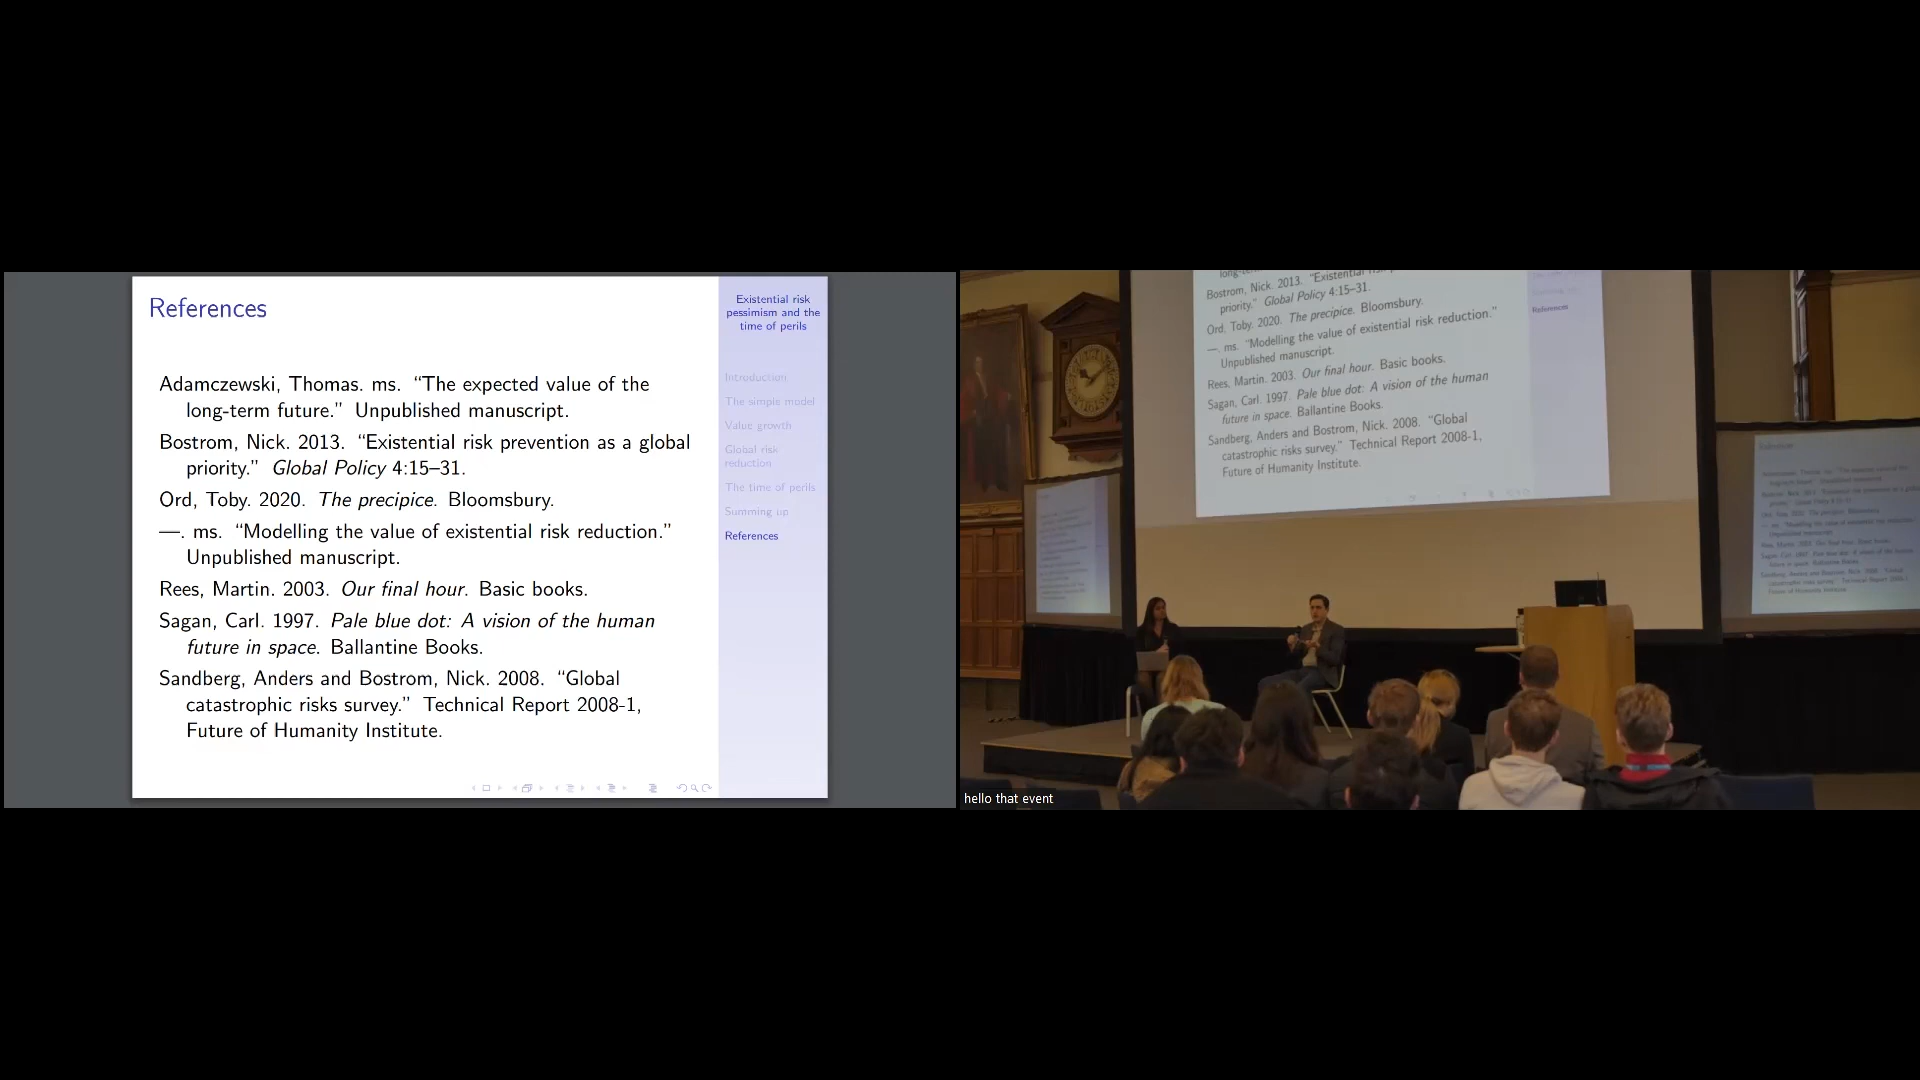 References
Adamczewski, Thomas. ms. “The expected value of the
long-term future.” Unpublished manuscript.
Bostrom, Nick. 2013. “Existential risk prevention as a global
priority.” Global Policy 4:15–31.
Ord, Toby. 2020. The precipice. Bloomsbury.
—. ms. “Modelling the value of existential risk reduction.”
Unpublished manuscript.
Rees, Martin. 2003. Our final hour. Basic books.
Sagan, Carl. 1997. Pale blue dot: A vision of the human
future in space. Ballantine Books.
Sandberg, Anders and Bostrom, Nick. 2008. “Global
catastrophic risks survey.” Technical Report 2008-1,
Future of Humanity Institute.
Existential risk
pessimism and the
time of perils
Introduction
The simple model
Value growth
Global risk
reduction
The time of perils
Summing up
References
Bostrom, Nick. 2013. “Existential
priority.” Global Policy 4:15–31.
Ord, Toby. 2020. The precipice. Bloomsbury.
—. ms. “Modelling the value of existential risk reduction.”
Unpublished manuscript.
Rees, Martin. 2003. Our final hour. Basic books.
Sagan, Carl. 1997. Pale blue dot: A vision of the human
future in space. Ballantine Books.
Sandberg, Anders and Bostrom, Nick. 2008. “Global
catastrophic risks survey.” Technical Report 2008-1,
Future of Humanity Institute.
References
hello that event